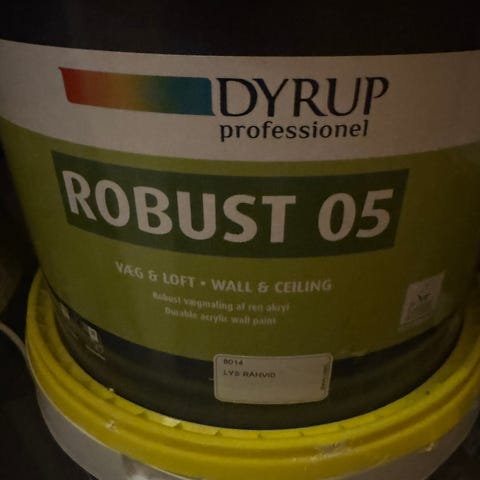 DYRUP
professionel
ROBUST 05
VÆG & LOFT • WALL & CEILING
Robust vægmaling af ren akryl
Durable acrylic wall paint
8014
LYS RÅHVID